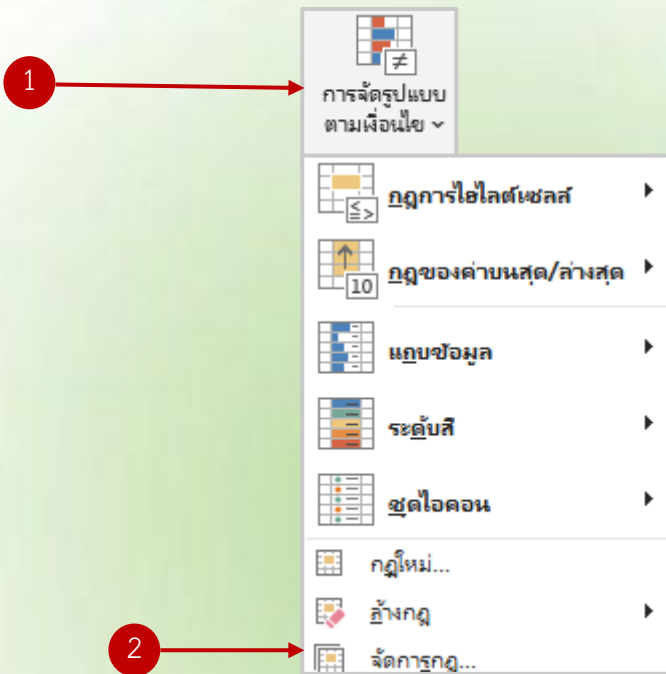 ≠
1
การจัดรูปแบบ
ตามเงื่อนไข
≤ >
กฎการไฮไลต์เซลล์
10
กฎของค่าบนสุด/ล่างสุด
แถบข้อมูล
ระดับสี
ชุดไอคอน
กฎใหม่...
ล้างกฎ
2
จัดการกฎ...